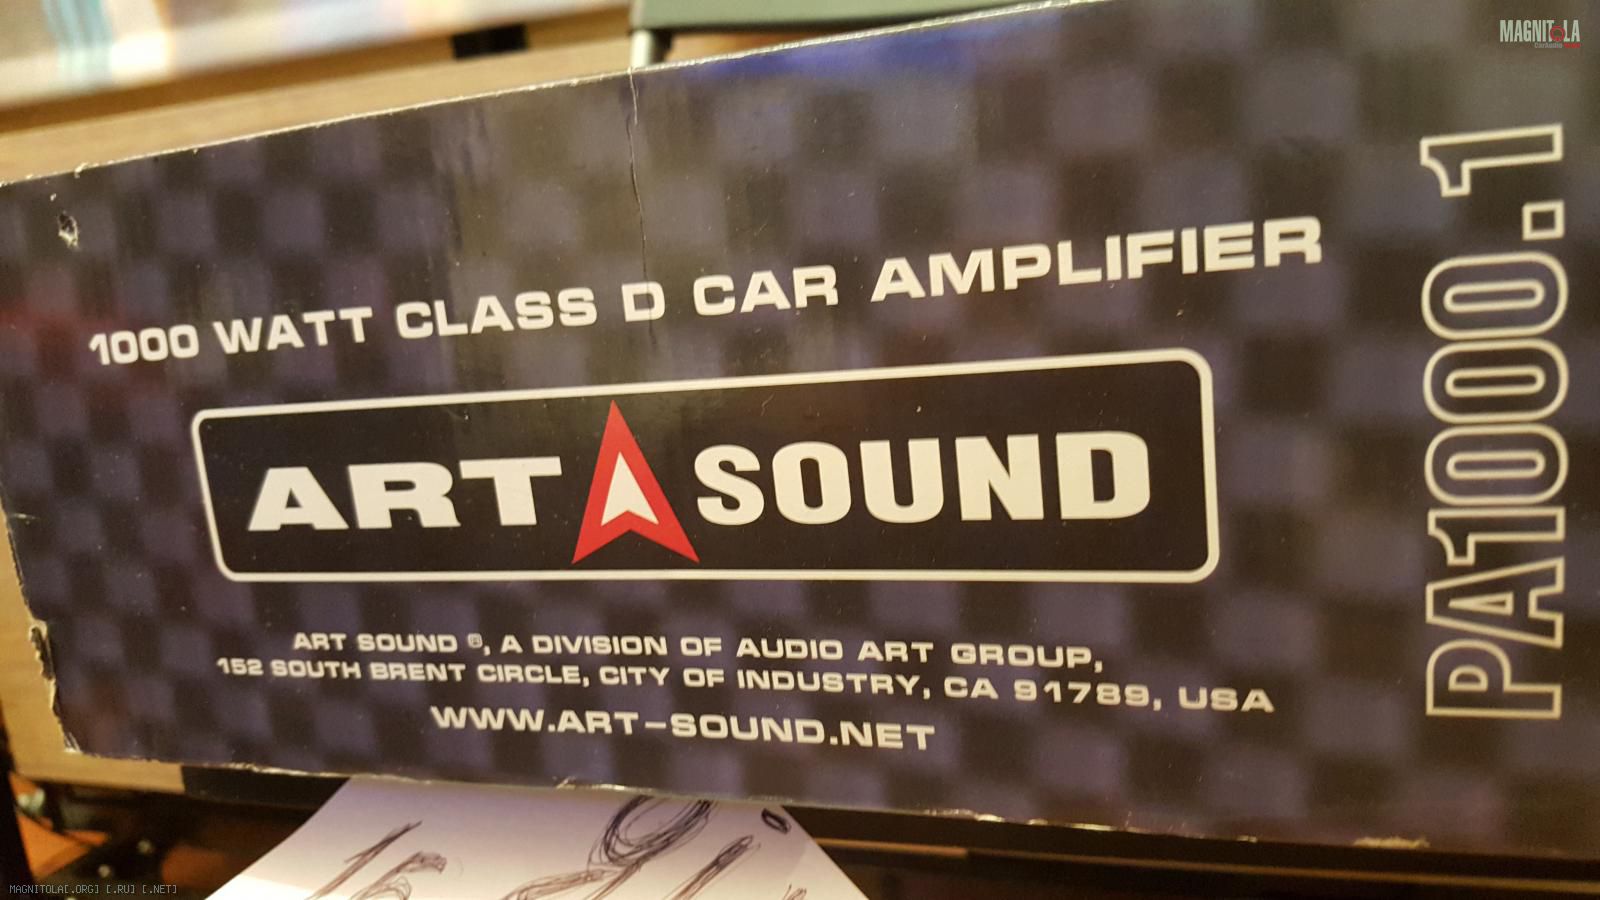 MAGNITOLA
1000 WATT CLASS D CAR AMPLIFIER
ART SOUND
ART SOUND ®, A DIVISION OF AUDIO ART GROUP,
152 SOUTH BRENT CIRCLE, CITY OF INDUSTRY, CA 91789, USA
WWW.ART-SOUND.NET
PA1000.1
MAGNITOLA[.ORG] [.RU] [.NET]